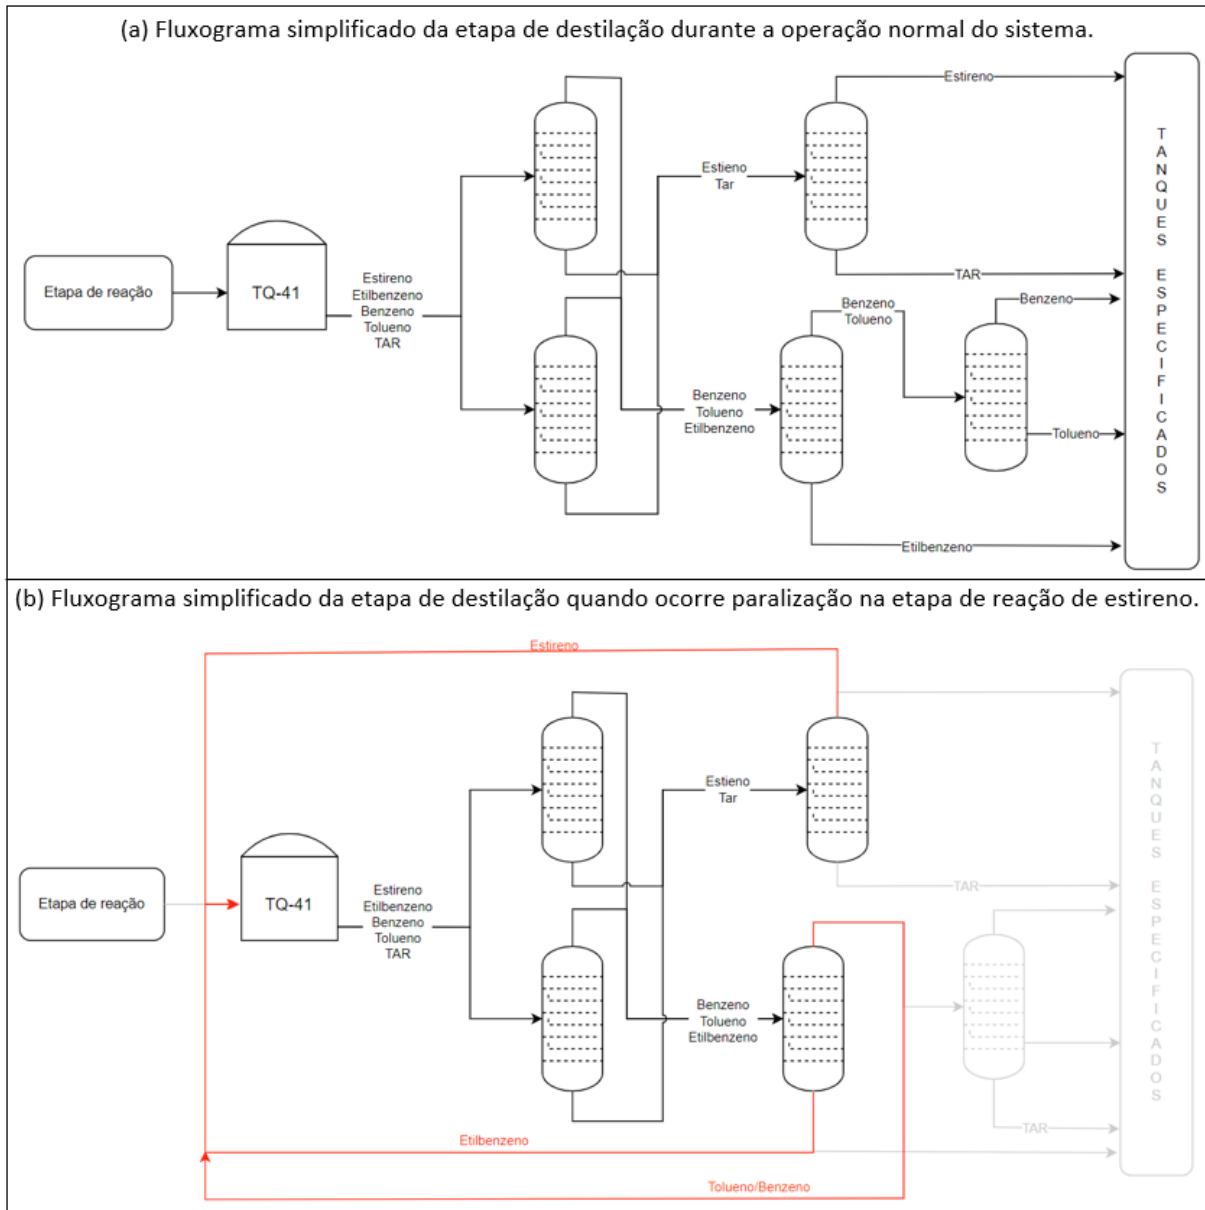 (a) Fluxograma simplificado da etapa de destilação durante a operação normal do sistema.
Etapa de reação
TQ-41
Estireno
Etilbenzeno
Benzeno
Tolueno
TAR
Estieno
Tar
Benzeno
Tolueno
Etilbenzeno
Estireno
TAR
Benzeno
Tolueno
Benzeno
Tolueno
Etilbenzeno
TANQUES ESPECIFICADOS
(b) Fluxograma simplificado da etapa de destilação quando ocorre paralização na etapa de reação de estireno.
Estireno
Etapa de reação
TQ-41
Estireno
Etilbenzeno
Benzeno
Tolueno
TAR
Estieno
Tar
Benzeno
Tolueno
Etilbenzeno
TAR
TAR
Etilbenzeno
Tolueno/Benzeno
TANQUES ESPECIFICADOS